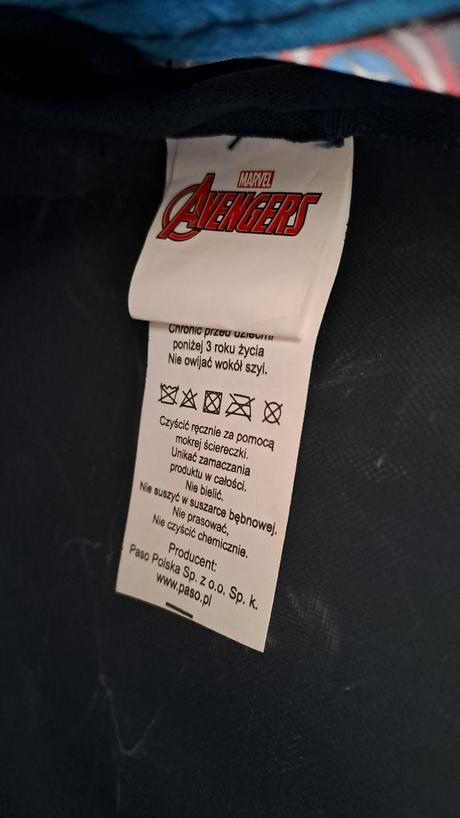 MARVEL
AVENGERS
Chronić przed dziećmi
poniżej 3 roku życia
Nie owijać wokół szyi.
Czyścić ręcznie za pomocą
mokrej ściereczki.
Unikać zamaczania
produktu w całości.
Nie bielić.
Nie suszyć w suszarce bębnowej.
Nie prasować,
Nie czyścić chemicznie.
Producent:
Paso Polska Sp. z o.o. Sp. k.
www.paso.pl